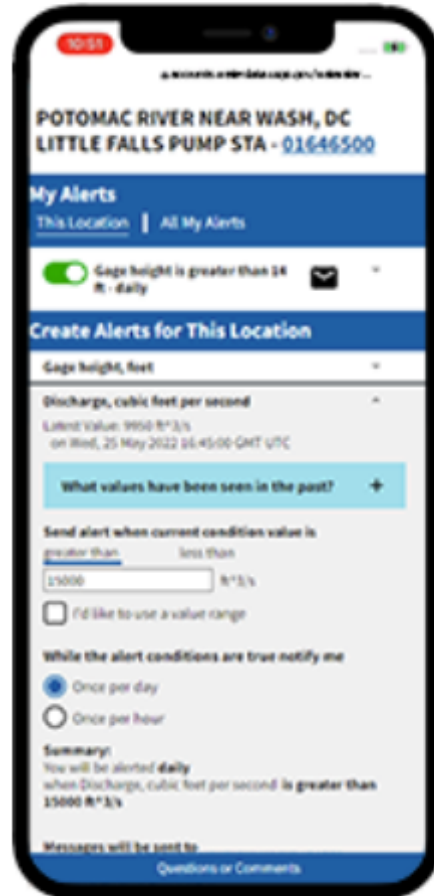 10:51
POTOMAC RIVER NEAR WASH, DC
LITTLE FALLS PUMP STA - 01646500
My Alerts
This Location | All My Alerts
Gage height is greater than 14
ft - daily
Create Alerts for This Location
Gage height, feet
Discharge, cubic feet per second
Latest Value: 9950 ft^3/s
on Wed, 25 May 2022 16:45:00 GMT UTC
What values have been seen in the past? +
Send alert when current condition value is
greater than less than
15000 ft^3/s
I'd like to use a value range
While the alert conditions are true notify me
Once per day
Once per hour
Summary:
You will be alerted daily
when Discharge, cubic feet per second is greater than
15000 ft^3/s
Messages will be sent to
Questions or Comments